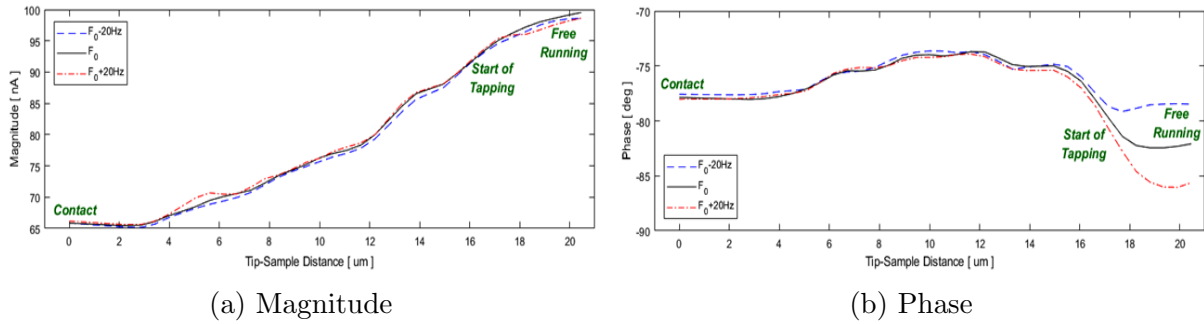 100
95
90
85
80
75
70
65
Magnitude [ nA ]
F0-20Hz
F0
F0+20Hz
Contact
Start of
Tapping
Free
Running
0 2 4 6 8 10 12 14 16 18 20
Tip-Sample Distance [ um ]
(a) Magnitude
-70
-75
-80
-85
-90
Phase [ deg ]
Contact
F0-20Hz
F0
F0+20Hz
Start of
Tapping
Free
Running
0 2 4 6 8 10 12 14 16 18 20
Tip-Sample Distance [ um ]
(b) Phase